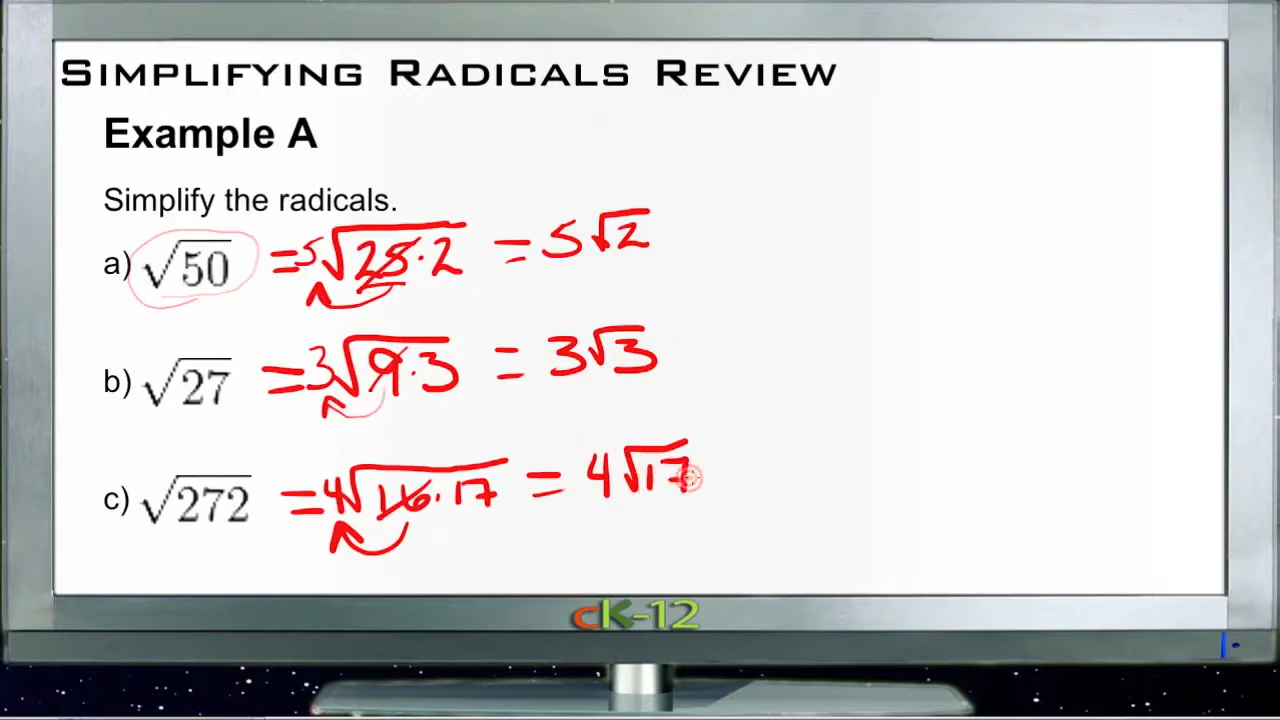 SIMPLIFYING RADICALS REVIEW
Example A
Simplify the radicals.
a) √50 = 5√25·2 = 5√2
b) √27 = 3√9·3 = 3√3
c) √272 = 4√16·17 = 4√17
cK-12